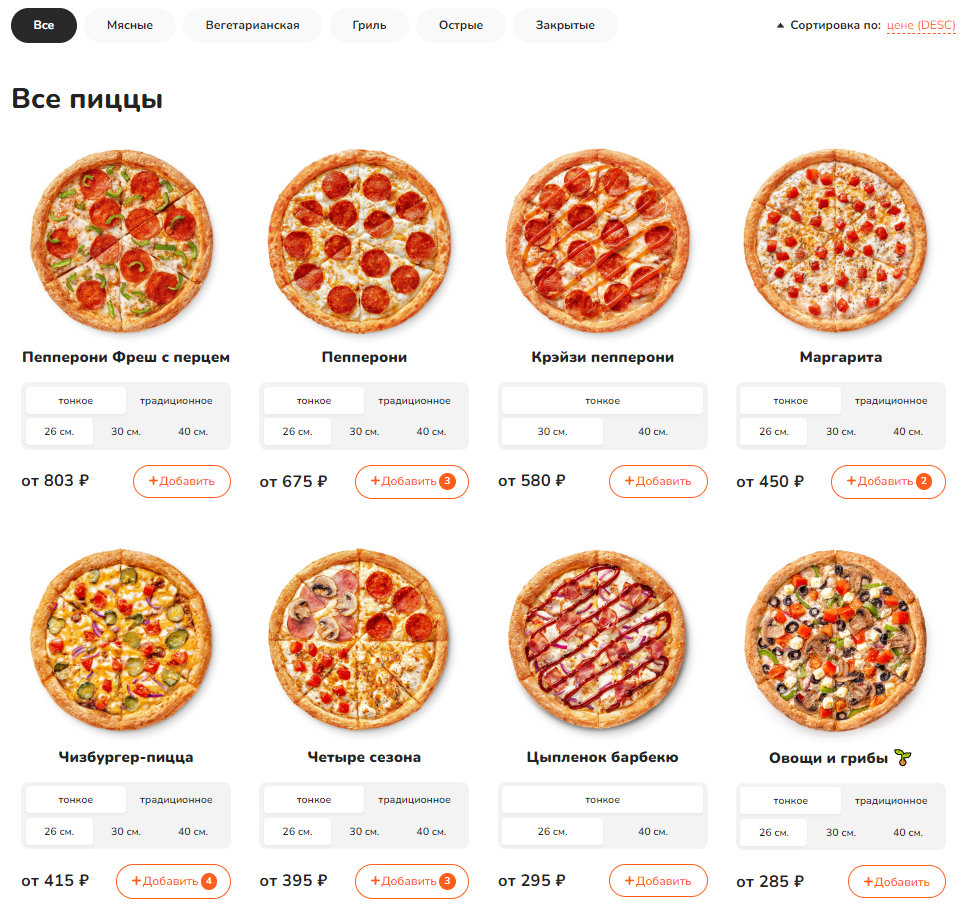 Все Мясные Вегетарианская Гриль Острые Закрытые Сортировка по: цене (DESC)
Все пиццы
Пепперони Фреш с перцем Пепперони Крэйзи пепперони Маргарита
тонкое традиционное тонкое традиционное тонкое тонкое традиционное
26 см. 30 см. 40 см. 26 см. 30 см. 40 см. 30 см. 40 см. 26 см. 30 см. 40 см.
от 803 ₽ +Добавить от 675 ₽ +Добавить 3 от 580 ₽ +Добавить от 450 ₽ +Добавить 2
Чизбургер-пицца Четыре сезона Цыпленок барбекю Овощи и грибы 🌱
тонкое традиционное тонкое традиционное тонкое тонкое традиционное
26 см. 30 см. 40 см. 26 см. 30 см. 40 см. 26 см. 40 см. 26 см. 30 см. 40 см.
от 415 ₽ +Добавить 4 от 395 ₽ +Добавить 3 от 295 ₽ +Добавить от 285 ₽ +Добавить